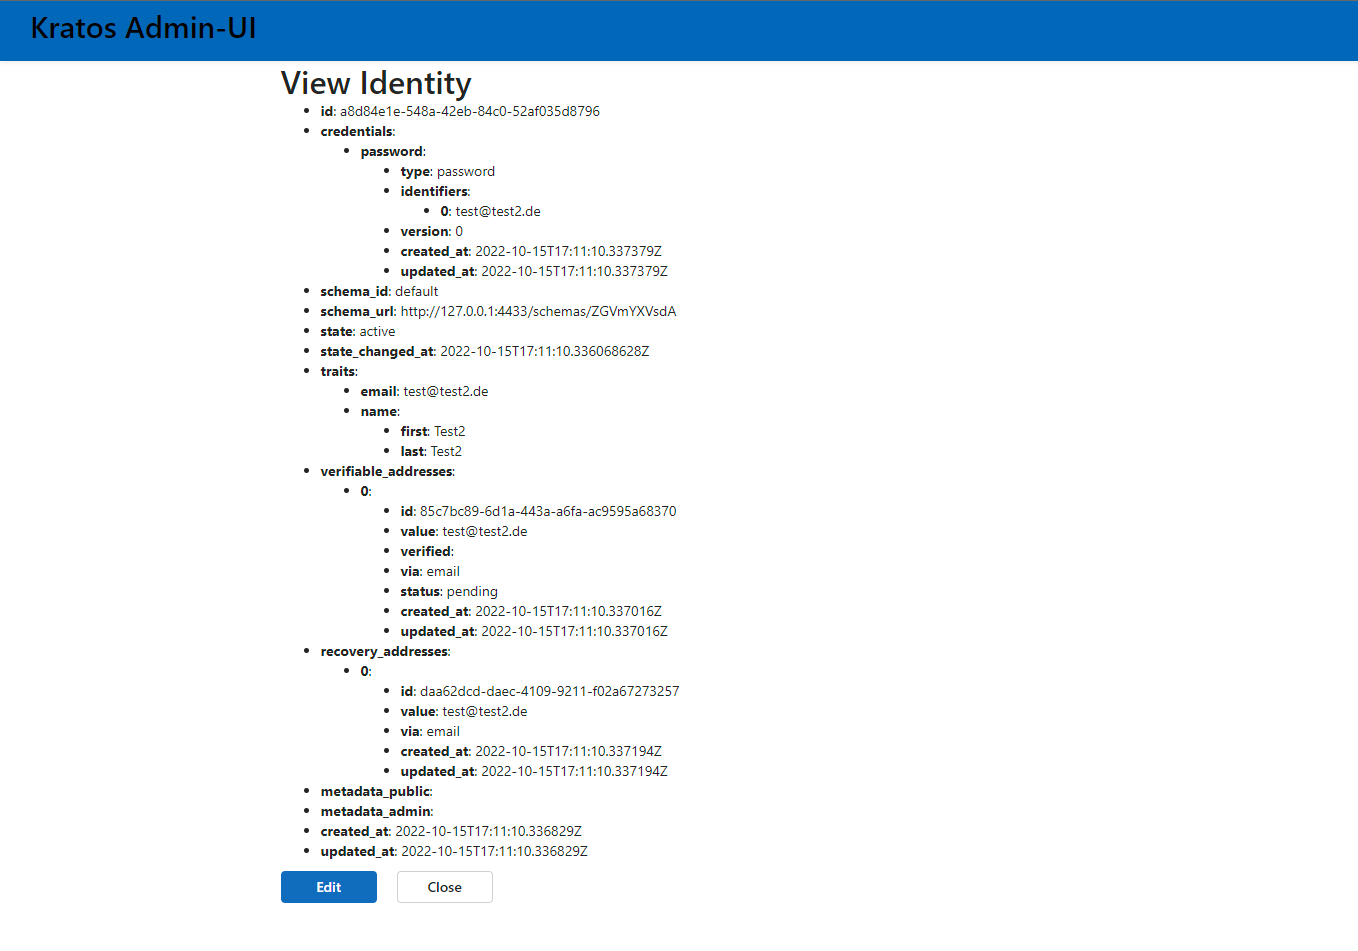 Kratos Admin-UI
View Identity
id: a8d84e1e-548a-42eb-84c0-52af035d8796
credentials:
password:
type: password
identifiers:
0: test@test2.de
version: 0
created_at: 2022-10-15T17:11:10.337379Z
updated_at: 2022-10-15T17:11:10.337379Z
schema_id: default
schema_url: http://127.0.0.1:4433/schemas/ZGVmYXVsdA
state: active
state_changed_at: 2022-10-15T17:11:10.336068628Z
traits:
email: test@test2.de
name:
first: Test2
last: Test2
verifiable_addresses:
0:
id: 85c7bc89-6d1a-443a-a6fa-ac9595a68370
value: test@test2.de
verified:
via: email
status: pending
created_at: 2022-10-15T17:11:10.337016Z
updated_at: 2022-10-15T17:11:10.337016Z
recovery_addresses:
0:
id: daa62dcd-daec-4109-9211-f02a67273257
value: test@test2.de
via: email
created_at: 2022-10-15T17:11:10.337194Z
updated_at: 2022-10-15T17:11:10.337194Z
metadata_public:
metadata_admin:
created_at: 2022-10-15T17:11:10.336829Z
updated_at: 2022-10-15T17:11:10.336829Z
Edit Close